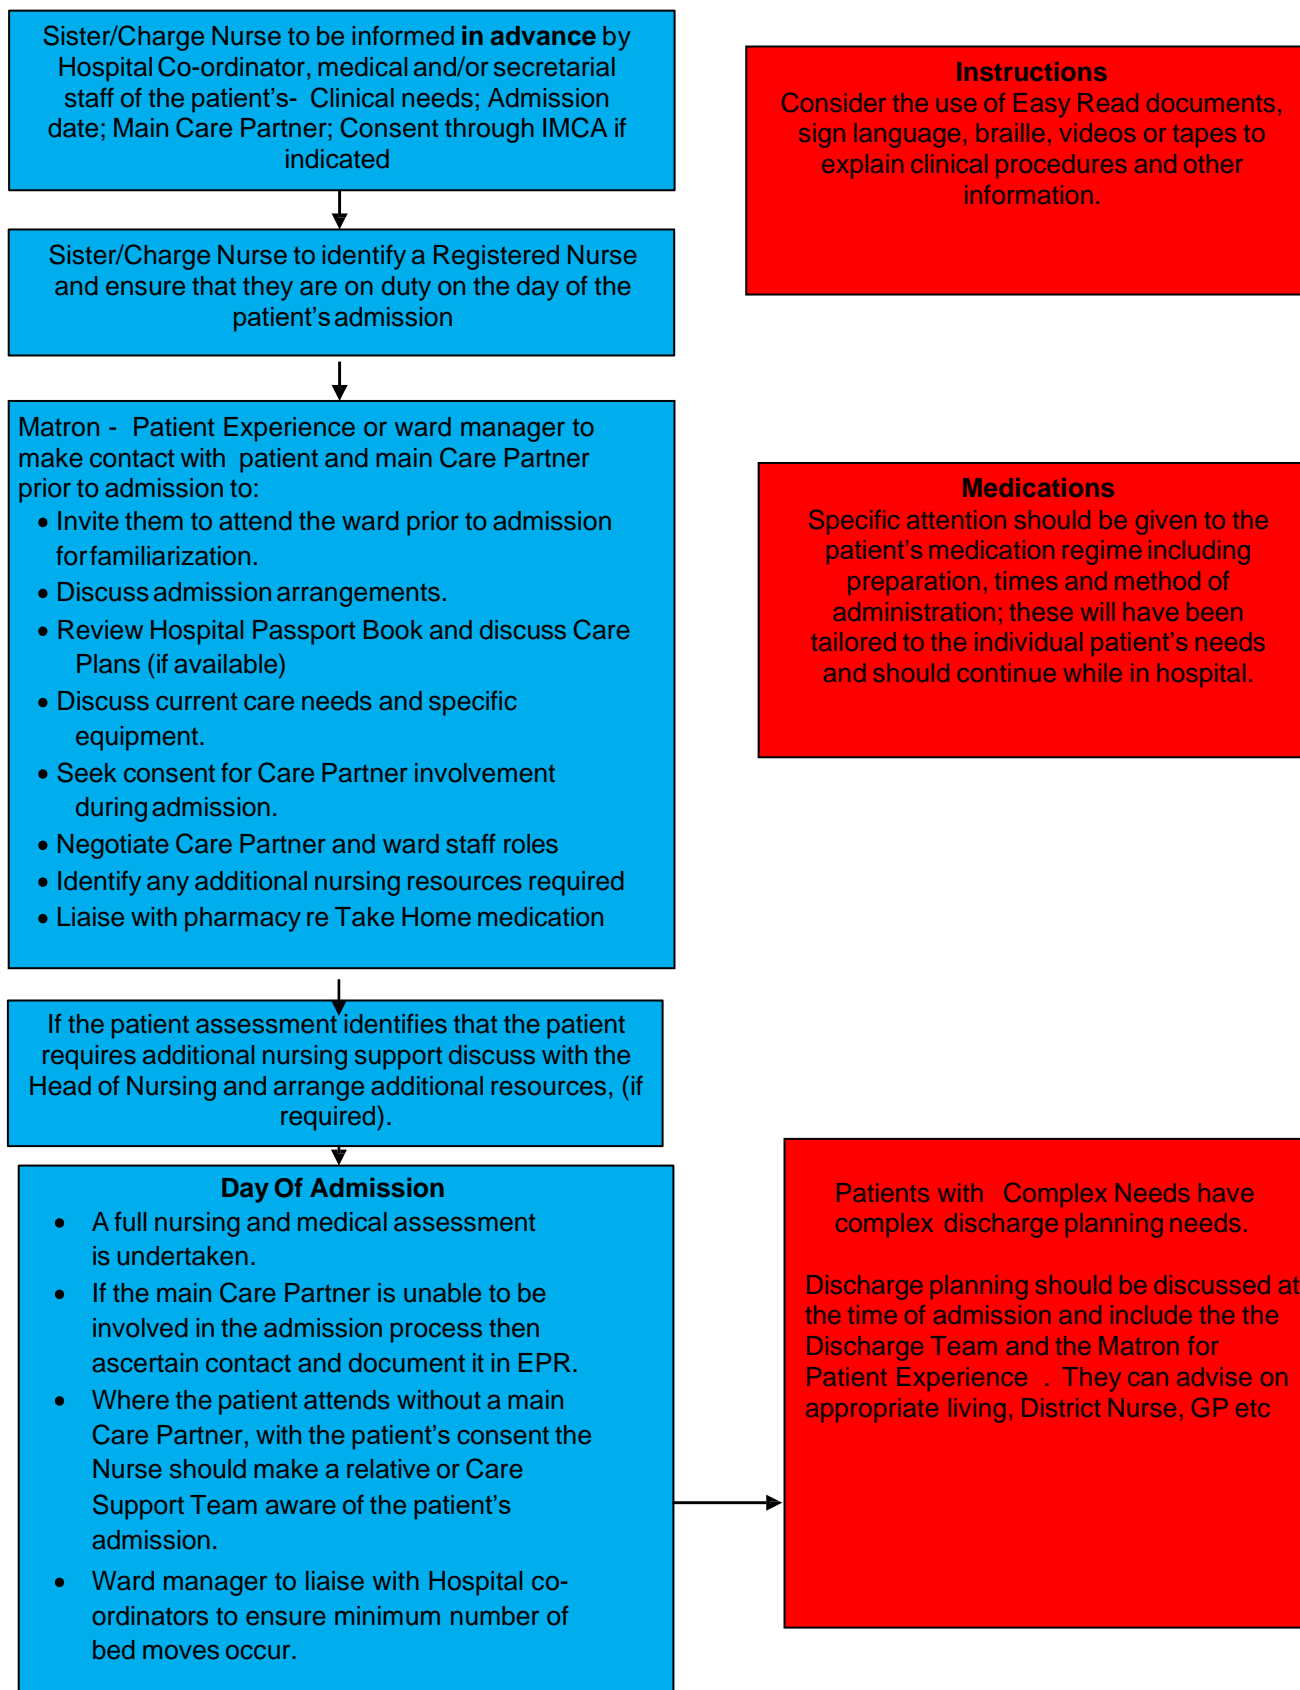 Sister/Charge Nurse to be informed in advance by
Hospital Co-ordinator, medical and/or secretarial
staff of the patient's- Clinical needs; Admission
date; Main Care Partner; Consent through IMCA if
indicated
Instructions
Consider the use of Easy Read documents,
sign language, braille, videos or tapes to
explain clinical procedures and other
information.
Sister/Charge Nurse to identify a Registered Nurse
and ensure that they are on duty on the day of the
patient's admission
Matron - Patient Experience or ward manager to
make contact with patient and main Care Partner
prior to admission to:
• Invite them to attend the ward prior to admission
for familiarization.
• Discuss admission arrangements.
• Review Hospital Passport Book and discuss Care
Plans (if available)
• Discuss current care needs and specific
equipment.
• Seek consent for Care Partner involvement
during admission.
• Negotiate Care Partner and ward staff roles
• Identify any additional nursing resources required
• Liaise with pharmacy re Take Home medication
Medications
Specific attention should be given to the
patient's medication regime including
preparation, times and method of
administration; these will have been
tailored to the individual patient's needs
and should continue while in hospital.
If the patient assessment identifies that the patient
requires additional nursing support discuss with the
Head of Nursing and arrange additional resources, (if
required).
Day Of Admission
• A full nursing and medical assessment
is undertaken.
• If the main Care Partner is unable to be
involved in the admission process then
ascertain contact and document it in EPR.
• Where the patient attends without a main
Care Partner, with the patient's consent the
Nurse should make a relative or Care
Support Team aware of the patient's
admission.
• Ward manager to liaise with Hospital co-
ordinators to ensure minimum number of
bed moves occur.
Patients with Complex Needs have
complex discharge planning needs.
Discharge planning should be discussed at
the time of admission and include the the
Discharge Team and the Matron for
Patient Experience . They can advise on
appropriate living, District Nurse, GP etc